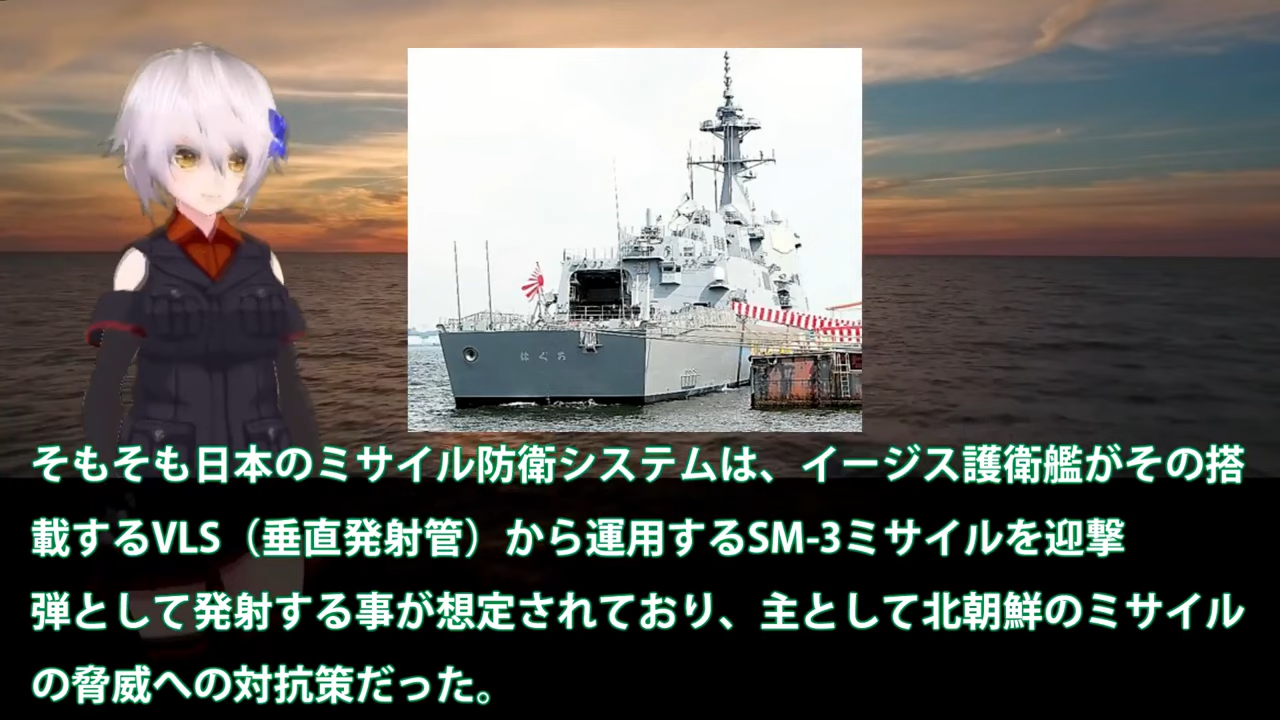 はぐろ
そもそも日本のミサイル防衛システムは、イージス護衛艦がその搭
載するVLS（垂直発射管）から運用するSM-3ミサイルを迎撃
弾として発射する事が想定されており、主として北朝鮮のミサイル
の脅威への対抗策だった。